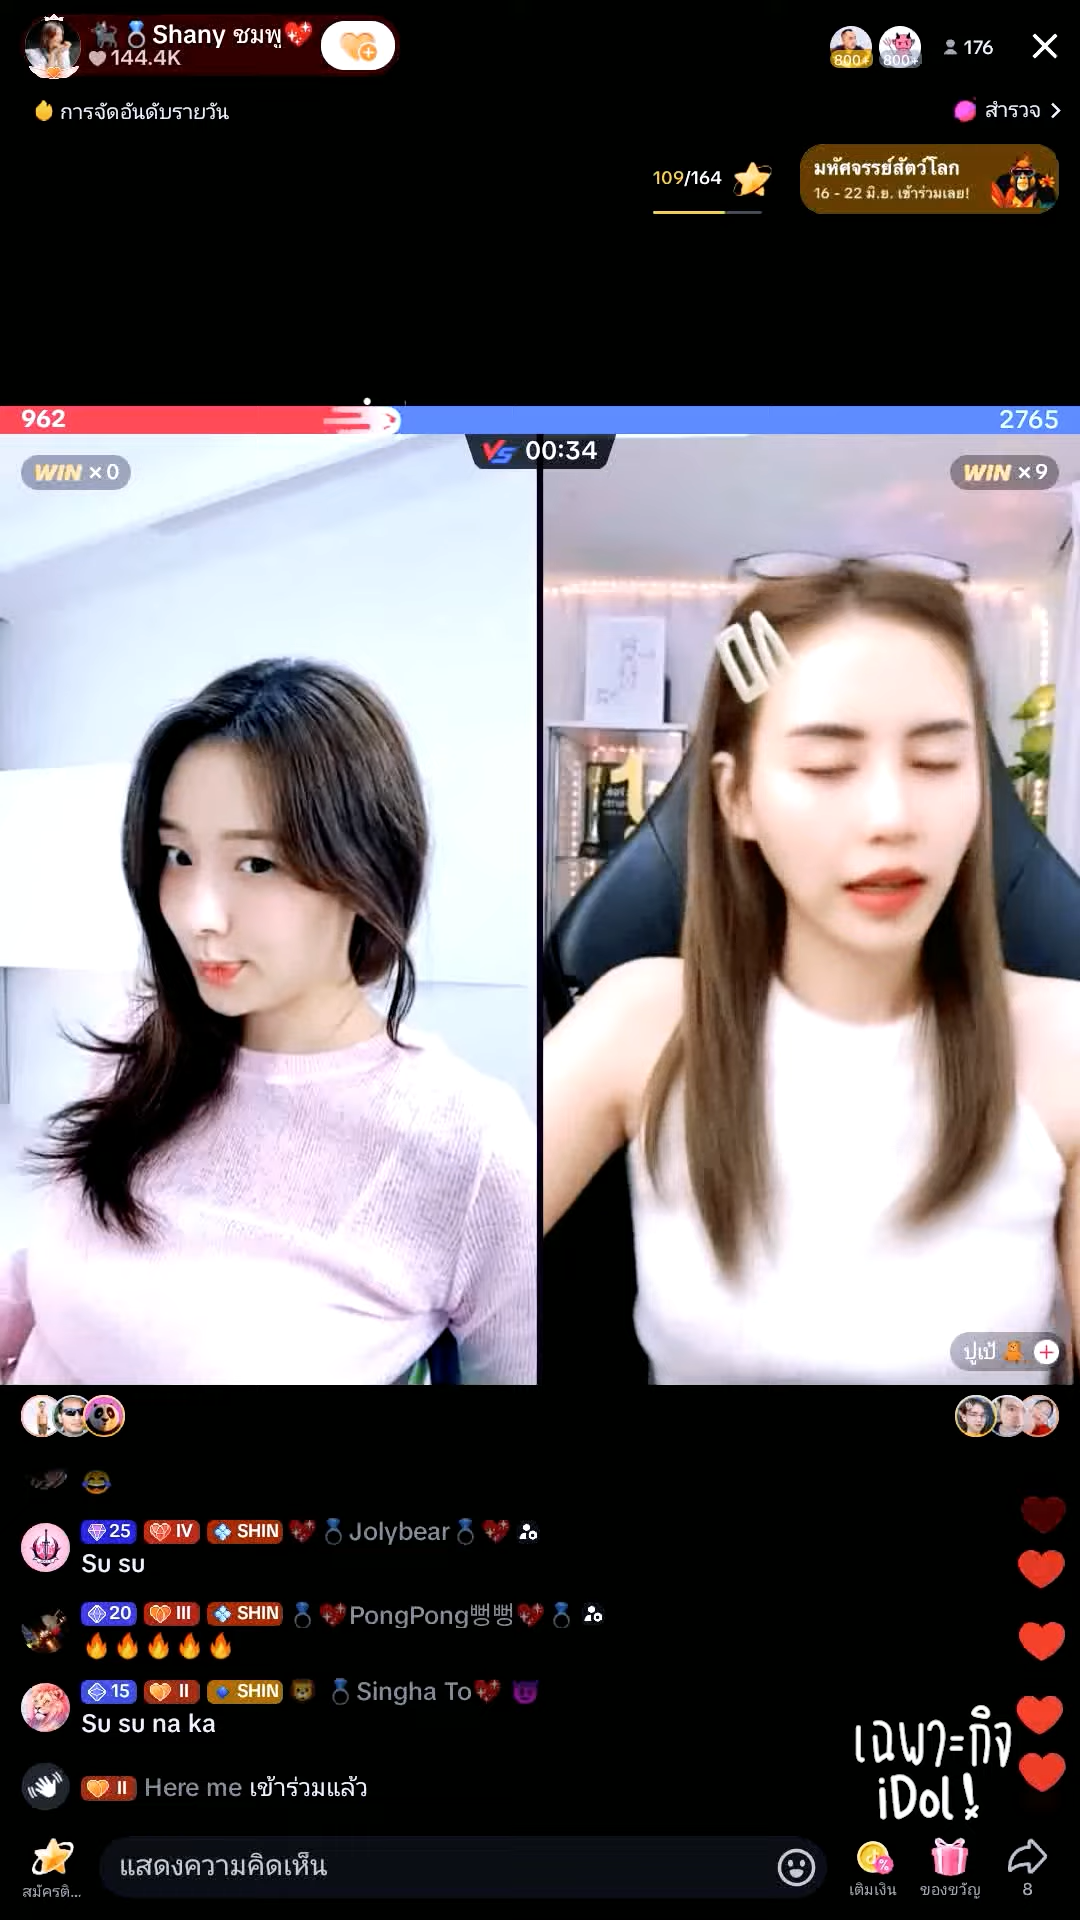 Shany ชมพู
144.4K
800+
800+
176
การจัดอันดับรายวัน
สำรวจ
109/164
มหัศจรรย์สัตว์โลก
16 - 22 มิ.ย. เข้าร่วมเลย!
962
2765
VS 00:34
WIN × 0
WIN × 9
ปูเป้
25 IV SHIN Jolybear
Su su
20 III SHIN PongPong뻥뻥
15 II SHIN Singha To
Su su na ka
II Here me เข้าร่วมแล้ว
เฉพาะกิจ
iDol!
แสดงความคิดเห็น
สมัครติ...
เติมเงิน
ของขวัญ
8